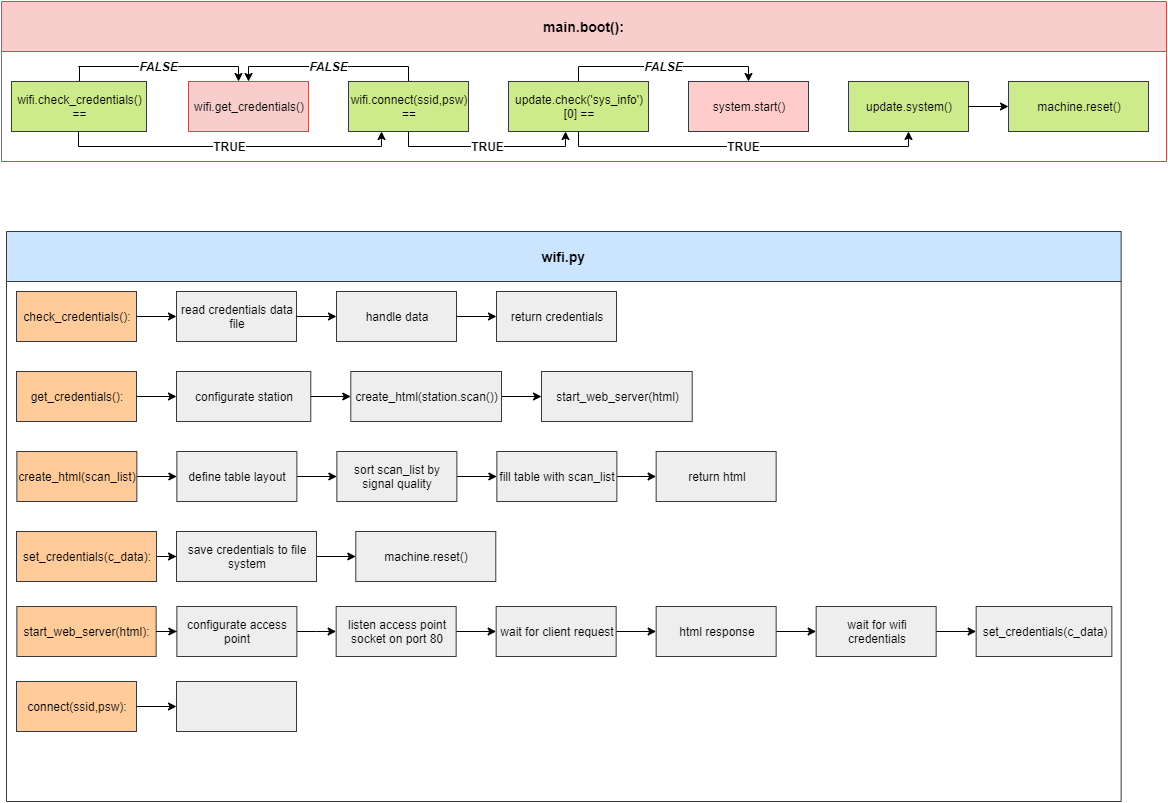 main.boot():
FALSE
FALSE
FALSE
wifi.check_credentials()
==
wifi.get_credentials()
wifi.connect(ssid,psw)
==
update.check('sys_info')
[0] ==
system.start()
update.system()
machine.reset()
TRUE
TRUE
TRUE
wifi.py
check_credentials():
read credentials data
file
handle data
return credentials
get_credentials():
configurate station
create_html(station.scan())
start_web_server(html)
create_html(scan_list)
define table layout
sort scan_list by
signal quality
fill table with scan_list
return html
set_credentials(c_data):
save credentials to file
system
machine.reset()
start_web_server(html):
configurate access
point
listen access point
socket on port 80
wait for client request
html response
wait for wifi
credentials
set_credentials(c_data)
connect(ssid,psw):